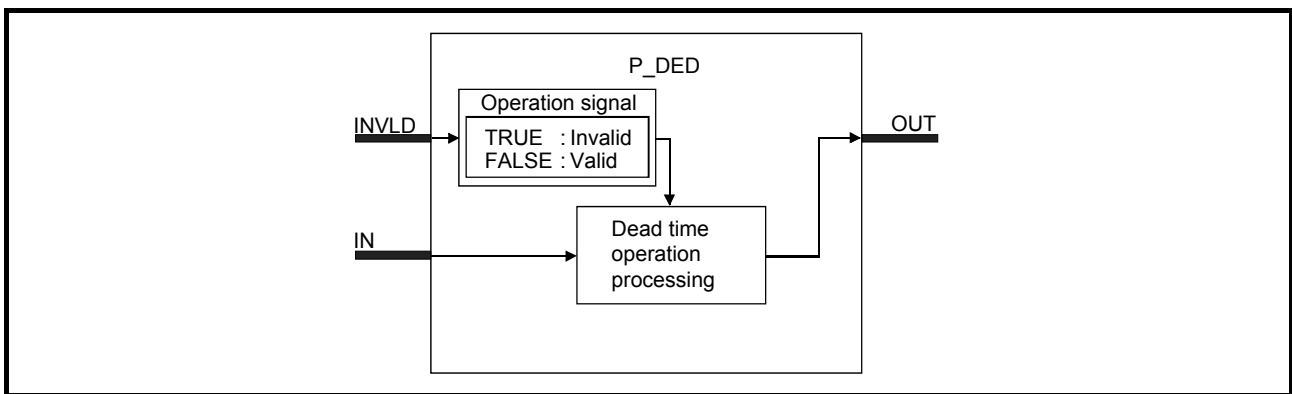 P_DED
Operation signal
INVLD
TRUE : Invalid
FALSE : Valid
OUT
IN
Dead time
operation
processing